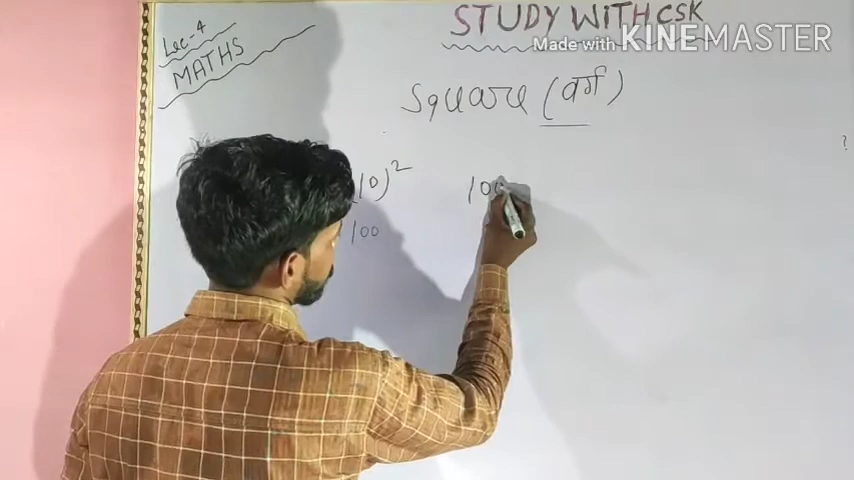 Lec-4
MATHS
STUDY WITH CSK
Made with KINEMASTER
Square (वर्ग)
(10)²
100
100
?